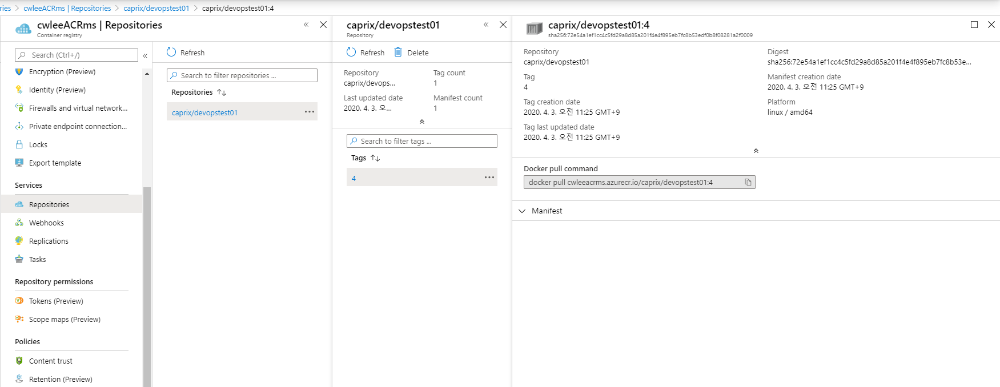 ries > cwleeACRms | Repositories > caprix/devopstest01 > caprix/devopstest01:4
cwleeACRms | Repositories
Container registry
Search (Ctrl+/)
Encryption (Preview)
Identity (Preview)
Firewalls and virtual network...
Private endpoint connection...
Locks
Export template
Services
Repositories
Webhooks
Replications
Tasks
Repository permissions
Tokens (Preview)
Scope maps (Preview)
Policies
Content trust
Retention (Preview)
Refresh
Search to filter repositories ...
Repositories
caprix/devopstest01
caprix/devopstest01
Repository
Refresh
Delete
Repository
caprix/devops...
Tag count
1
Last updated date
2020. 4. 3. 오...
Manifest count
1
Search to filter tags ...
Tags
4
caprix/devopstest01:4
sha256:72e54a1ef1cc4c5fd29a8d85a201f4e4f895eb7fc8b53edf0b8f08281a2f0009
Repository
caprix/devopstest01
Tag
4
Tag creation date
2020. 4. 3. 오전 11:25 GMT+9
Tag last updated date
2020. 4. 3. 오전 11:25 GMT+9
Digest
sha256:72e54a1ef1cc4c5fd29a8d85a201f4e4f895eb7fc8b53e...
Manifest creation date
2020. 4. 3. 오전 11:25 GMT+9
Platform
linux / amd64
Docker pull command
docker pull cwleeacrms.azurecr.io/caprix/devopstest01:4
Manifest